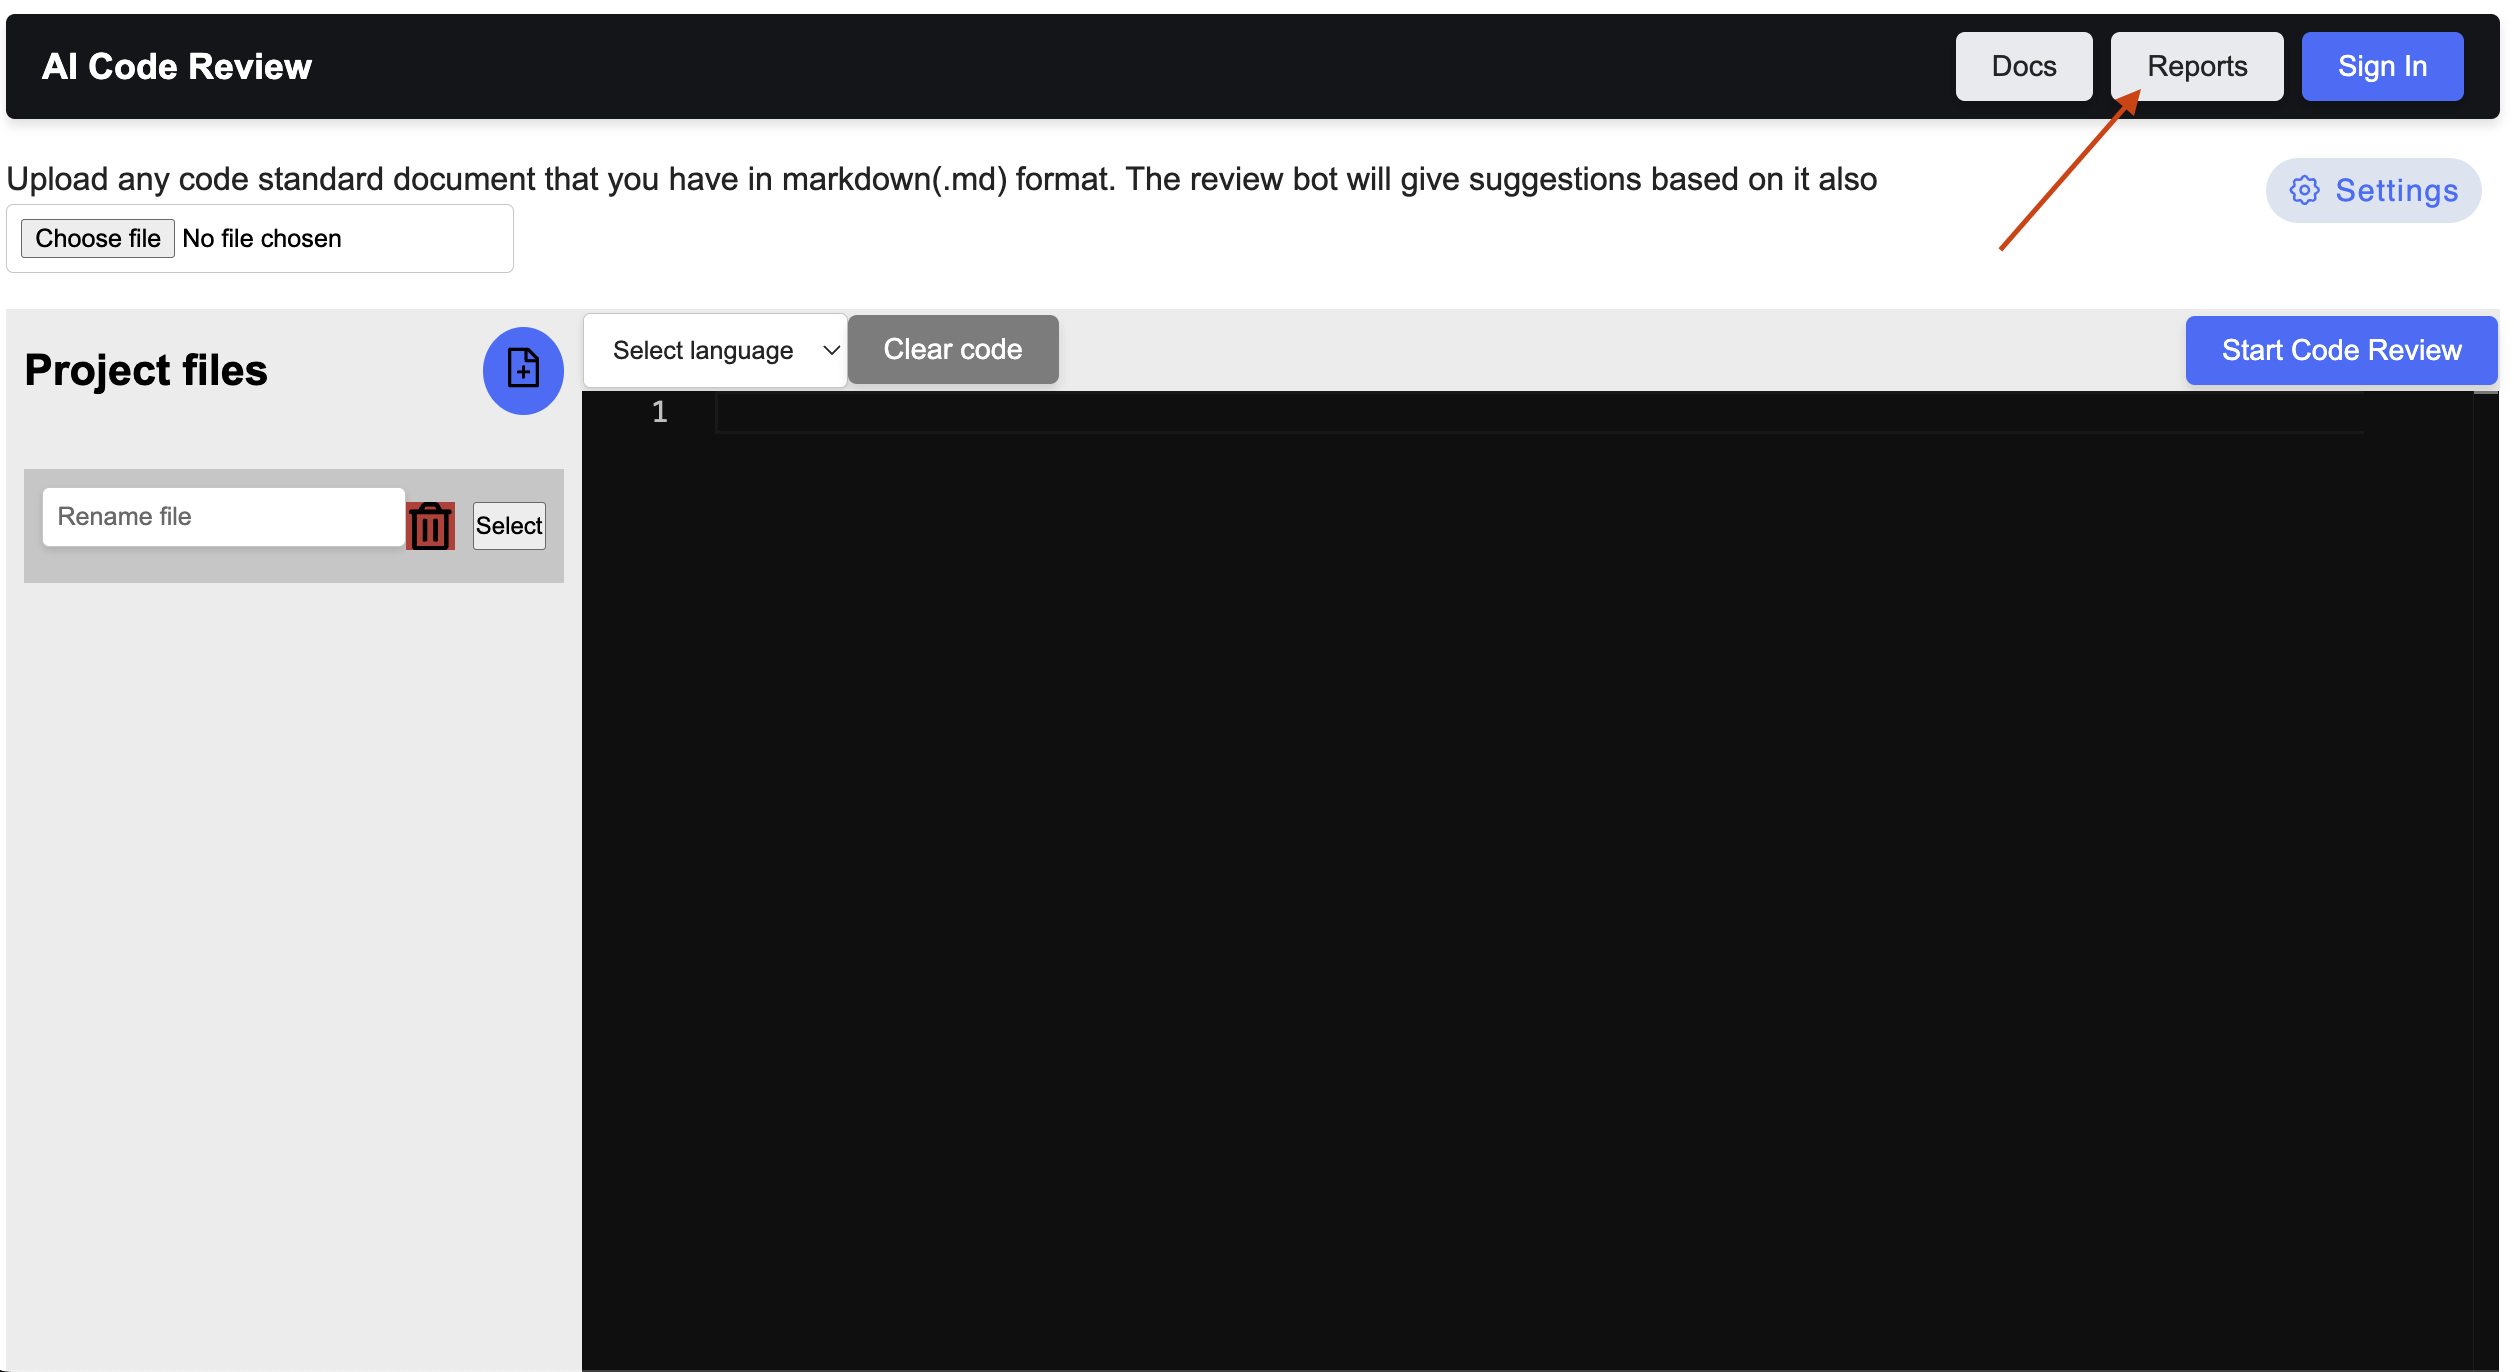 AI Code Review
Docs
Reports
Sign In
Upload any code standard document that you have in markdown(.md) format. The review bot will give suggestions based on it also
Settings
Choose file No file chosen
Project files
Select language
Clear code
Start Code Review
1
Rename file
Select